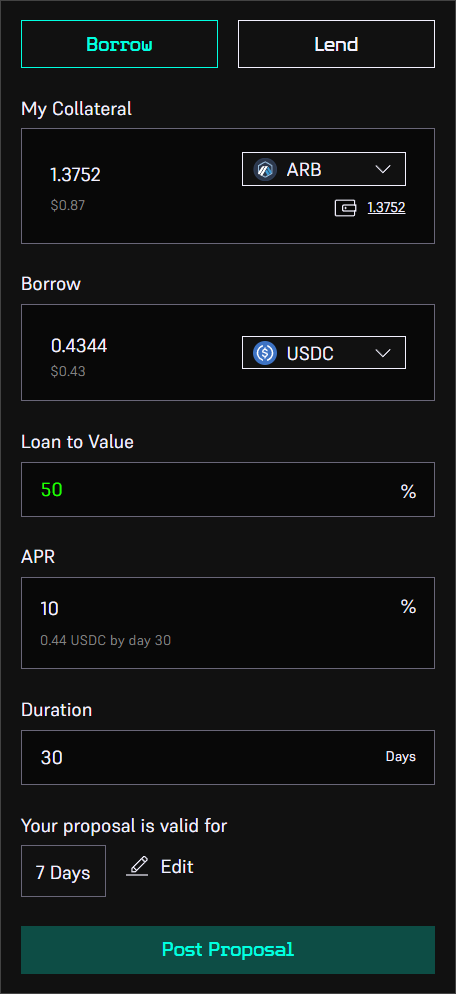 Borrow
Lend
My Collateral
1.3752
ARB
$0.87
1.3752
Borrow
0.4344
USDC
$0.43
Loan to Value
50
%
APR
10
%
0.44 USDC by day 30
Duration
30
Days
Your proposal is valid for
7 Days
Edit
Post Proposal